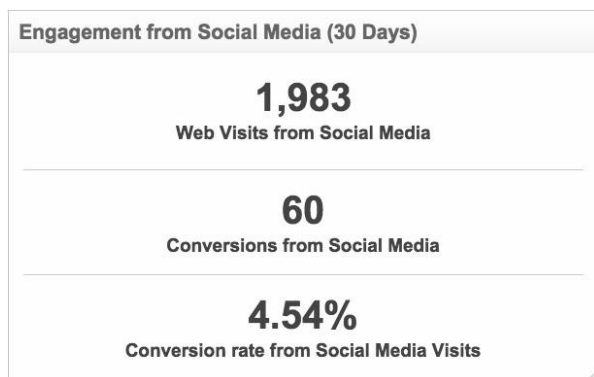 Engagement from Social Media (30 Days)
1,983
Web Visits from Social Media
60
Conversions from Social Media
4.54%
Conversion rate from Social Media Visits